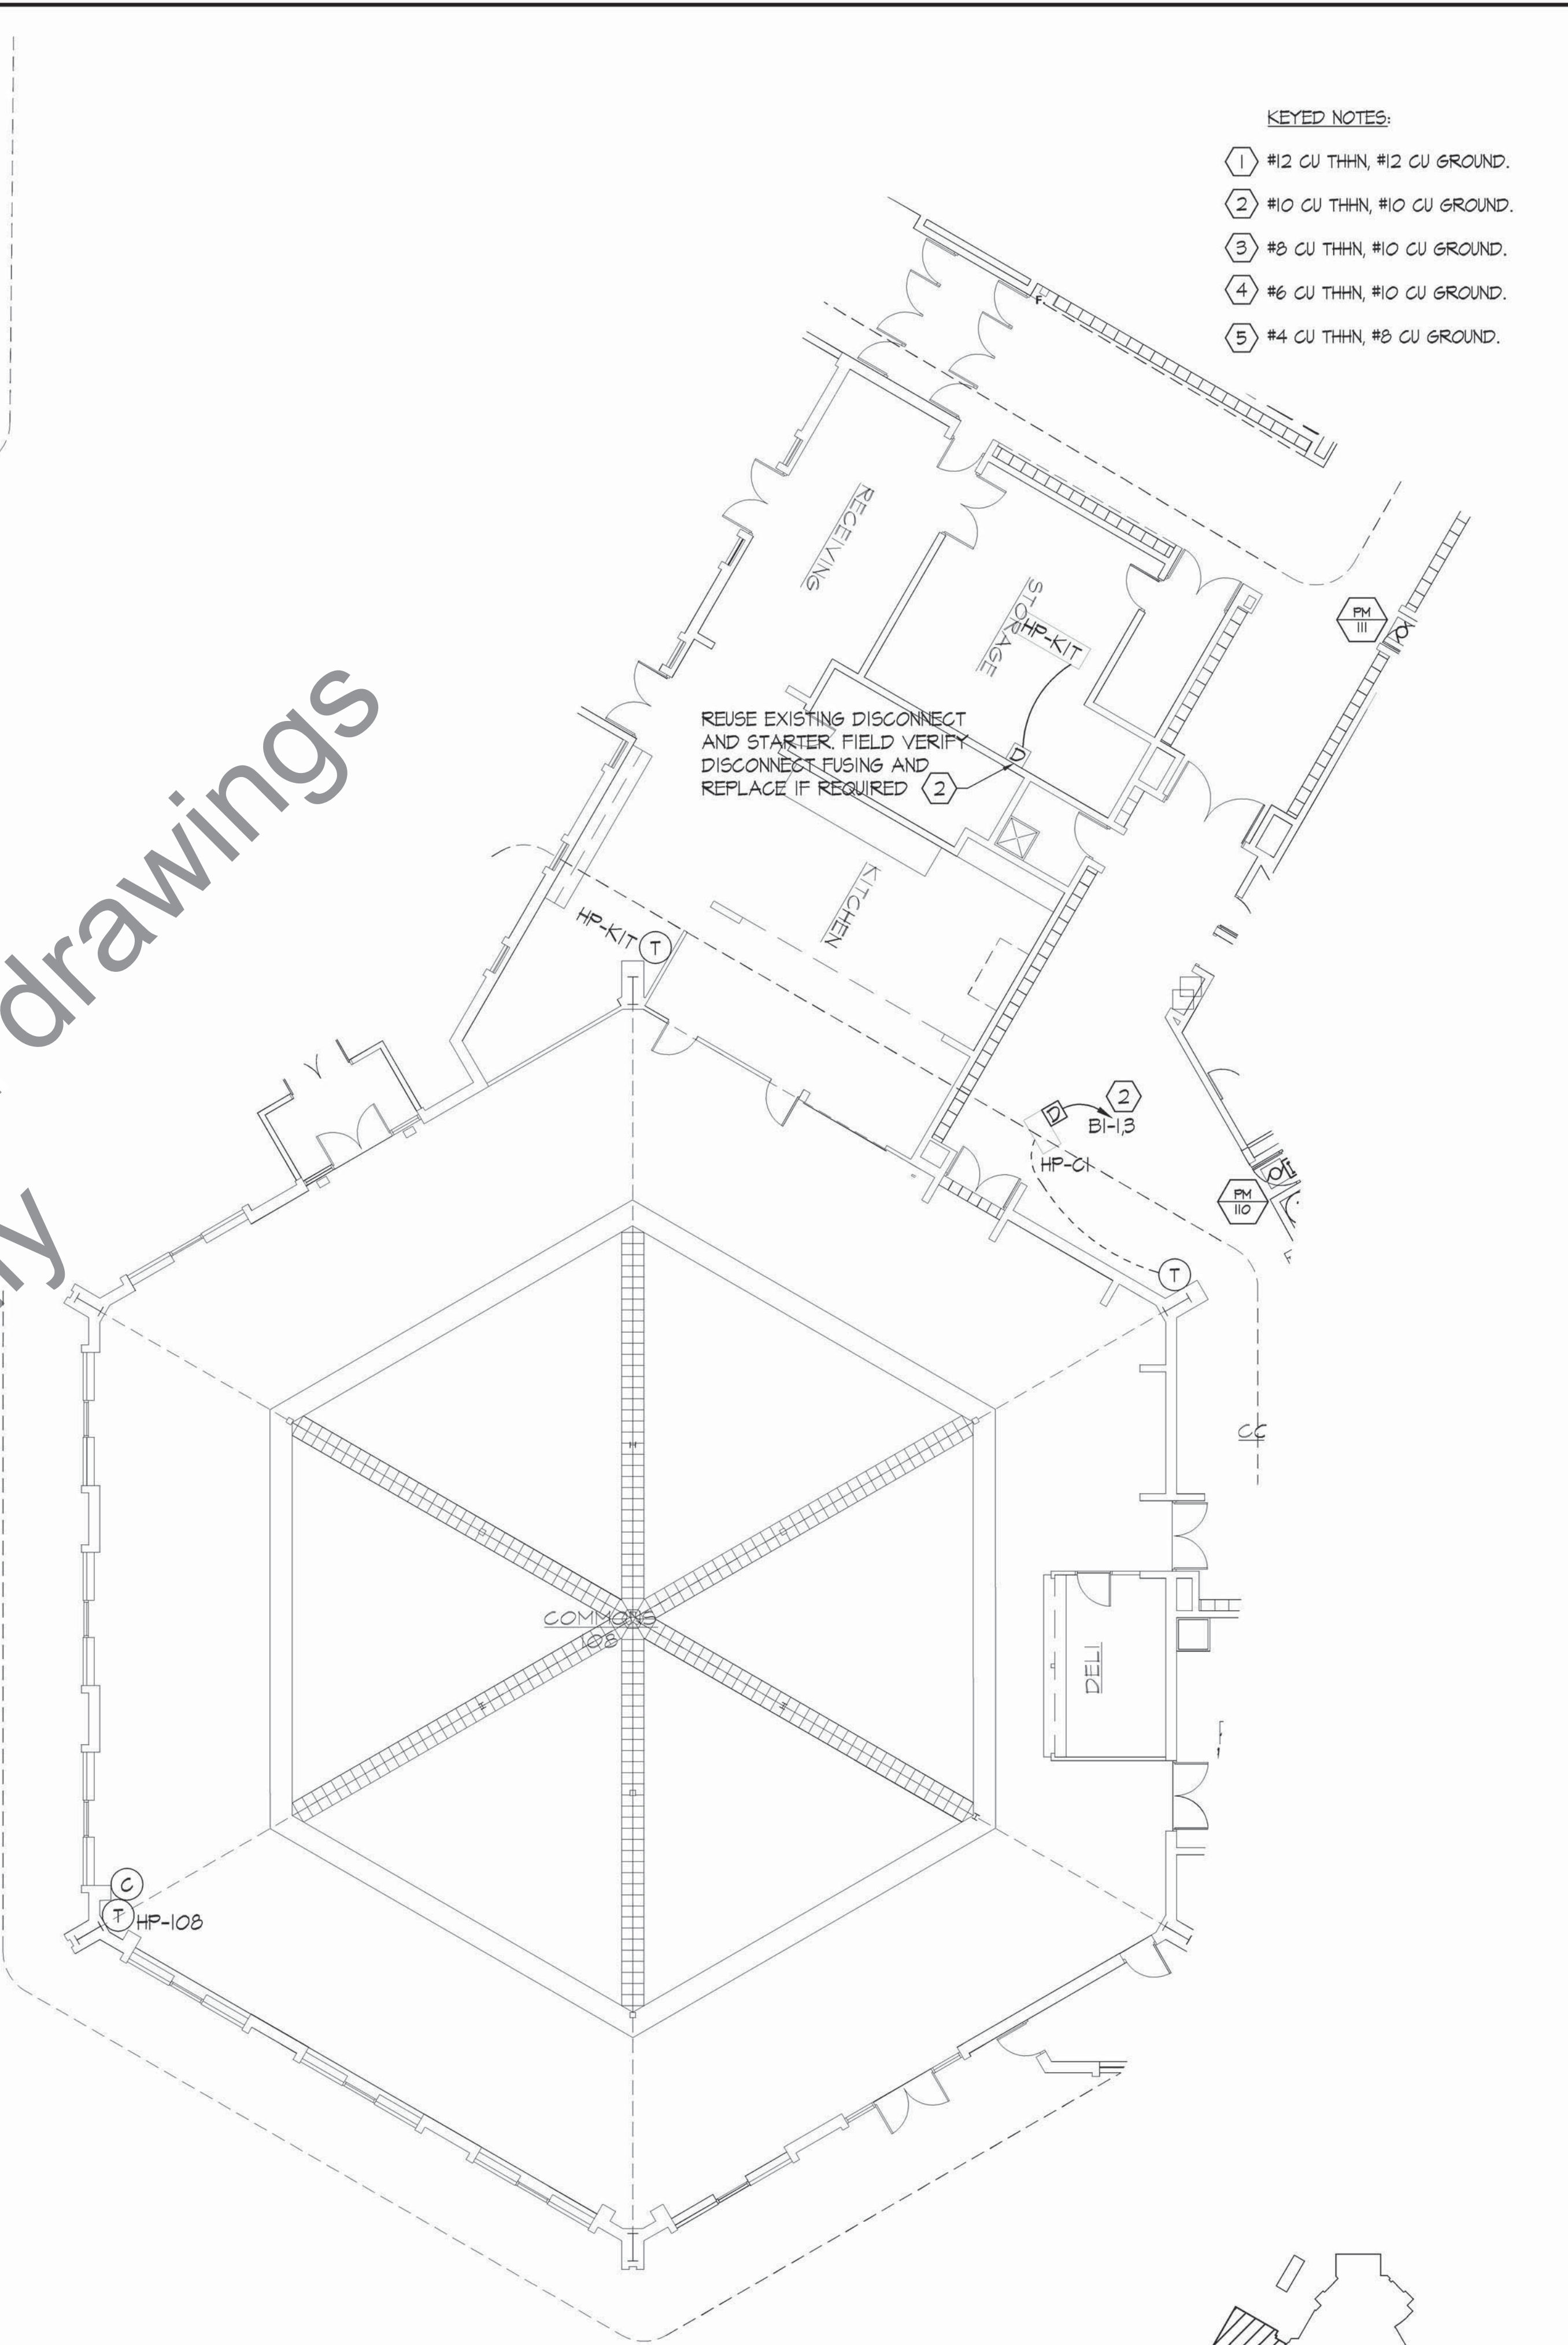 KEYED NOTES:
1 #12 CU THHN, #12 CU GROUND.
2 #10 CU THHN, #10 CU GROUND.
3 #8 CU THHN, #10 CU GROUND.
4 #6 CU THHN, #10 CU GROUND.
5 #4 CU THHN, #8 CU GROUND.
F
RECEIVING
STORAGE
HP-KIT
PM
111
REUSE EXISTING DISCONNECT
AND STARTER. FIELD VERIFY
DISCONNECT FUSING AND
REPLACE IF REQUIRED 2
D
drawings
KITCHEN
HP-KIT T
D
2
B1-1,3
HP-C1
PM
110
T
CC
COMMONS
108
DELI
C
T HP-108